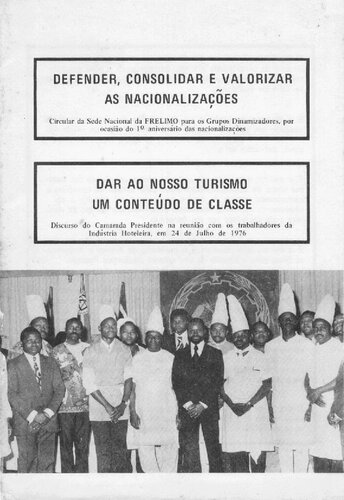 DEFENDER, CONSOLIDAR E VALORIZAR
AS NACIONALIZAÇÕES
Circular da Sede Nacional da FRELIMO para os Grupos Dinamizadores, por
ocasião do 1º aniversário das nacionalizações
DAR AO NOSSO TURISMO
UM CONTEÚDO DE CLASSE
Discurso do Camarada Presidente na reunião com os trabalhadores da
Indústria Hoteleira, em 24 de Julho de 1976